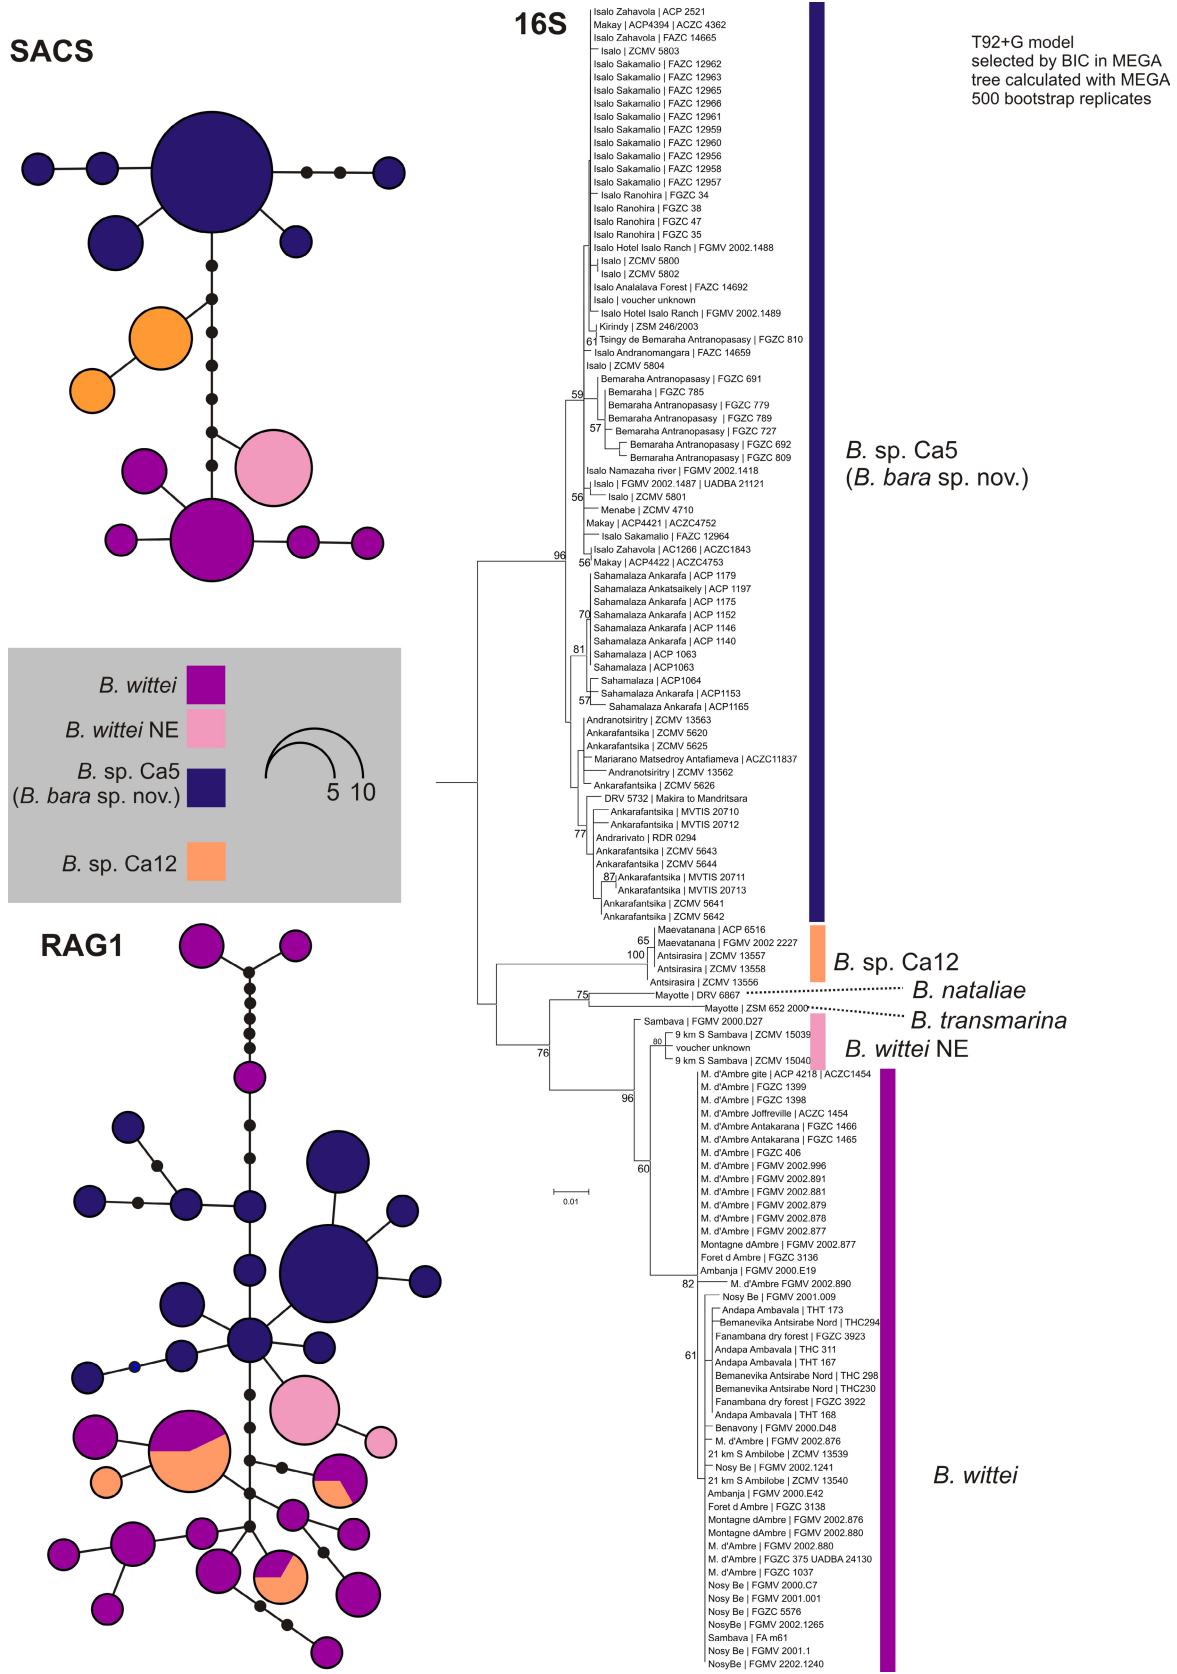 SACS
16S
T92+G model
selected by BIC in MEGA
tree calculated with MEGA
500 bootstrap replicates
Isalo Zahavola | ACP 2521
Makay | ACP4394 | ACZC 4362
Isalo Zahavola | FAZC 14665
Isalo | ZCMV 5803
Isalo Sakamalio | FAZC 12962
Isalo Sakamalio | FAZC 12963
Isalo Sakamalio | FAZC 12965
Isalo Sakamalio | FAZC 12966
Isalo Sakamalio | FAZC 12961
Isalo Sakamalio | FAZC 12959
Isalo Sakamalio | FAZC 12960
Isalo Sakamalio | FAZC 12956
Isalo Sakamalio | FAZC 12958
Isalo Sakamalio | FAZC 12957
Isalo Ranohira | FGZC 34
Isalo Ranohira | FGZC 38
Isalo Ranohira | FGZC 47
Isalo Ranohira | FGZC 35
Isalo Hotel Isalo Ranch | FGMV 2002.1488
Isalo | ZCMV 5800
Isalo | ZCMV 5802
Isalo Analalava Forest | FAZC 14692
Isalo | voucher unknown
Isalo Hotel Isalo Ranch | FGMV 2002.1489
Kirindy | ZSM 246/2003
61
Tsingy de Bemaraha Antranopasasy | FGZC 810
Isalo Andranomangara | FAZC 14659
Isalo | ZCMV 5804
Bemaraha Antranopasasy | FGZC 691
59
Bemaraha | FGZC 785
Bemaraha Antranopasasy | FGZC 779
Bemaraha Antranopasasy | FGZC 789
57
Bemaraha Antranopasasy | FGZC 727
Bemaraha Antranopasasy | FGZC 692
Bemaraha Antranopasasy | FGZC 809
Isalo Namazaha river | FGMV 2002.1418
Isalo | FGMV 2002.1487 | UADBA 21121
56
Isalo | ZCMV 5801
Menabe | ZCMV 4710
Makay | ACP4421 | ACZC4752
Isalo Sakamalio | FAZC 12964
Isalo Zahavola | AC1266 | ACZC1843
96
56
Makay | ACP4422 | ACZC4753
Sahamalaza Ankarafa | ACP 1179
Sahamalaza Ankatsaikely | ACP 1197
Sahamalaza Ankarafa | ACP 1175
70
Sahamalaza Ankarafa | ACP 1152
Sahamalaza Ankarafa | ACP 1146
Sahamalaza Ankarafa | ACP 1140
81
Sahamalaza | ACP 1063
Sahamalaza | ACP1063
Sahamalaza | ACP1064
Sahamalaza Ankarafa | ACP1153
57
Sahamalaza Ankarafa | ACP1165
Andranotsiritry | ZCMV 13563
Ankarafantsika | ZCMV 5620
Ankarafantsika | ZCMV 5625
Mariarano Matsedroy Antafiameva | ACZC11837
Andranotsiritry | ZCMV 13562
Ankarafantsika | ZCMV 5626
DRV 5732 | Makira to Mandritsara
Ankarafantsika | MVTIS 20710
Ankarafantsika | MVTIS 20712
77
Andrarivato | RDR 0294
Ankarafantsika | ZCMV 5643
Ankarafantsika | ZCMV 5644
87
Ankarafantsika | MVTIS 20711
Ankarafantsika | MVTIS 20713
Ankarafantsika | ZCMV 5641
Ankarafantsika | ZCMV 5642
B. sp. Ca5
(B. bara sp. nov.)
Maevatanana | ACP 6516
65
Maevatanana | FGMV 2002 2227
100
Antsirasira | ZCMV 13557
Antsirasira | ZCMV 13558
Antsirasira | ZCMV 13556
B. sp. Ca12
75
Mayotte | DRV 6867
B. nataliae
Mayotte | ZSM 652 2000
B. transmarina
Sambava | FGMV 2000.D27
9 km S Sambava | ZCMV 15039
80
voucher unknown
76
9 km S Sambava | ZCMV 15040
B. wittei NE
M. d'Ambre gite | ACP 4218 | ACZC1454
M. d'Ambre | FGZC 1399
96
M. d'Ambre | FGZC 1398
M. d'Ambre Joffreville | ACZC 1454
M. d'Ambre Antakarana | FGZC 1466
M. d'Ambre Antakarana | FGZC 1465
M. d'Ambre | FGZC 406
60
M. d'Ambre | FGMV 2002.996
M. d'Ambre | FGMV 2002.891
M. d'Ambre | FGMV 2002.881
0.01
M. d'Ambre | FGMV 2002.879
M. d'Ambre | FGMV 2002.878
M. d'Ambre | FGMV 2002.877
Montagne dAmbre | FGMV 2002.877
Foret d Ambre | FGZC 3136
Ambanja | FGMV 2000.E19
82
M. d'Ambre FGMV 2002.890
Nosy Be | FGMV 2001.009
Andapa Ambavala | THT 173
Bemanevika Antsirabe Nord | THC294
Fanambana dry forest | FGZC 3923
Andapa Ambavala | THC 311
61
Andapa Ambavala | THT 167
Bemanevika Antsirabe Nord | THC 298
Bemanevika Antsirabe Nord | THC230
Fanambana dry forest | FGZC 3922
Andapa Ambavala | THT 168
Benavony | FGMV 2000.D48
M. d'Ambre | FGMV 2002.876
21 km S Ambilobe | ZCMV 13539
Nosy Be | FGMV 2002.1241
21 km S Ambilobe | ZCMV 13540
Ambanja | FGMV 2000.E42
Foret d Ambre | FGZC 3138
Montagne dAmbre | FGMV 2002.876
Montagne dAmbre | FGMV 2002.880
M. d'Ambre | FGMV 2002.880
M. d'Ambre | FGZC 375 UADBA 24130
M. d'Ambre | FGZC 1037
Nosy Be | FGMV 2000.C7
Nosy Be | FGMV 2001.001
Nosy Be | FGZC 5576
NosyBe | FGMV 2002.1265
Sambava | FA m61
Nosy Be | FGMV 2001.1
NosyBe | FGMV 2202.1240
B. wittei
B. wittei
B. wittei NE
B. sp. Ca5
(B. bara sp. nov.)
B. sp. Ca12
5 10
RAG1